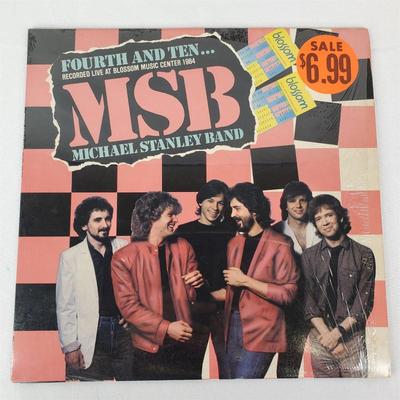 FOURTH AND TEN...
RECORDED LIVE AT BLOSSOM MUSIC CENTER 1984
MSB
MICHAEL STANLEY BAND
blossom
blossom
SALE
$6.99